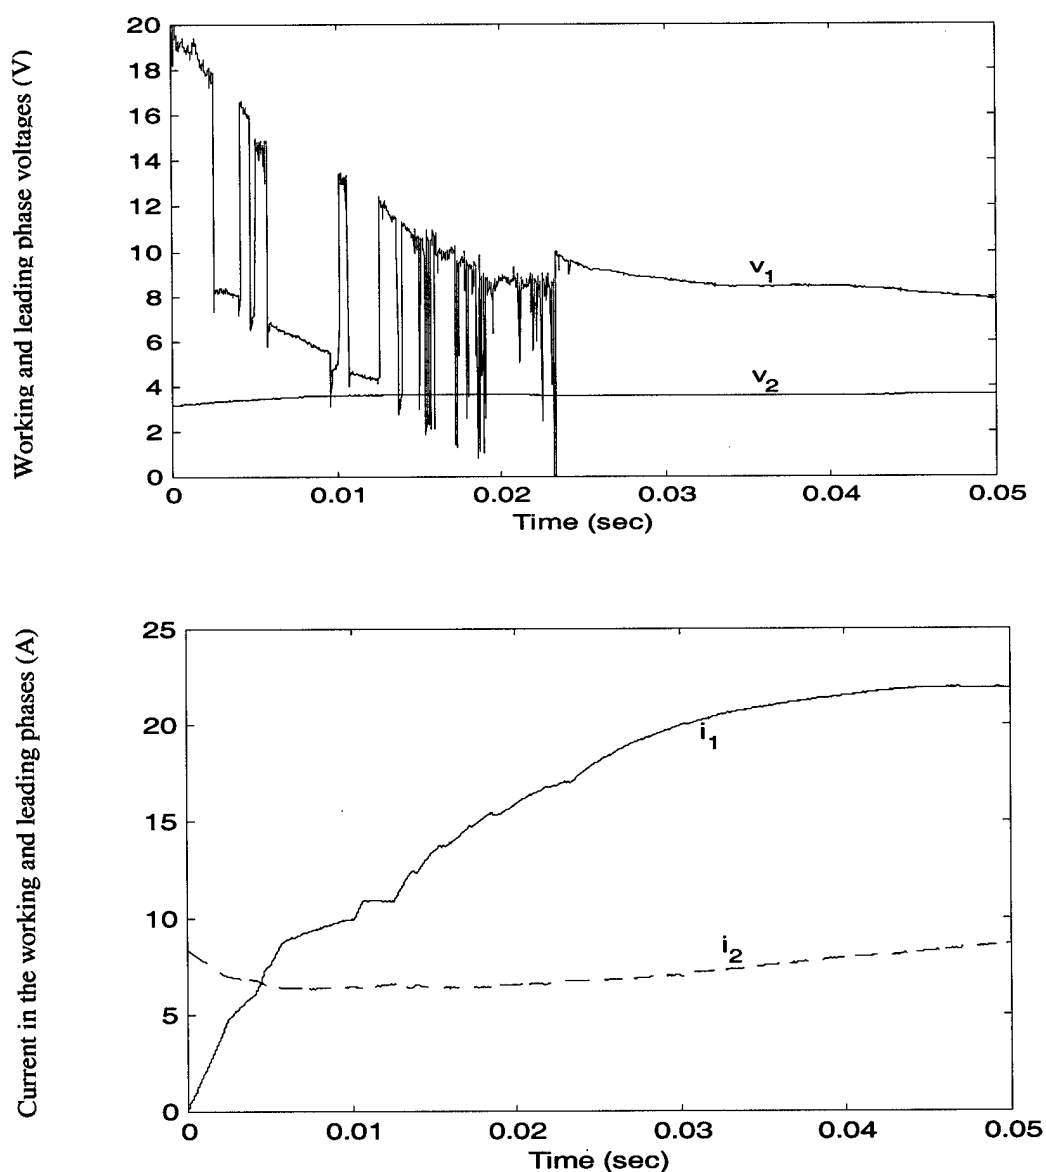 Working and leading phase voltages (V)
20
18
16
14
12
10
8
6
4
2
0
v1
v2
0 0.01 0.02 0.03 0.04 0.05
Time (sec)
Current in the working and leading phases (A)
25
20
15
10
5
0
i1
i2
0 0.01 0.02 0.03 0.04 0.05
Time (sec)